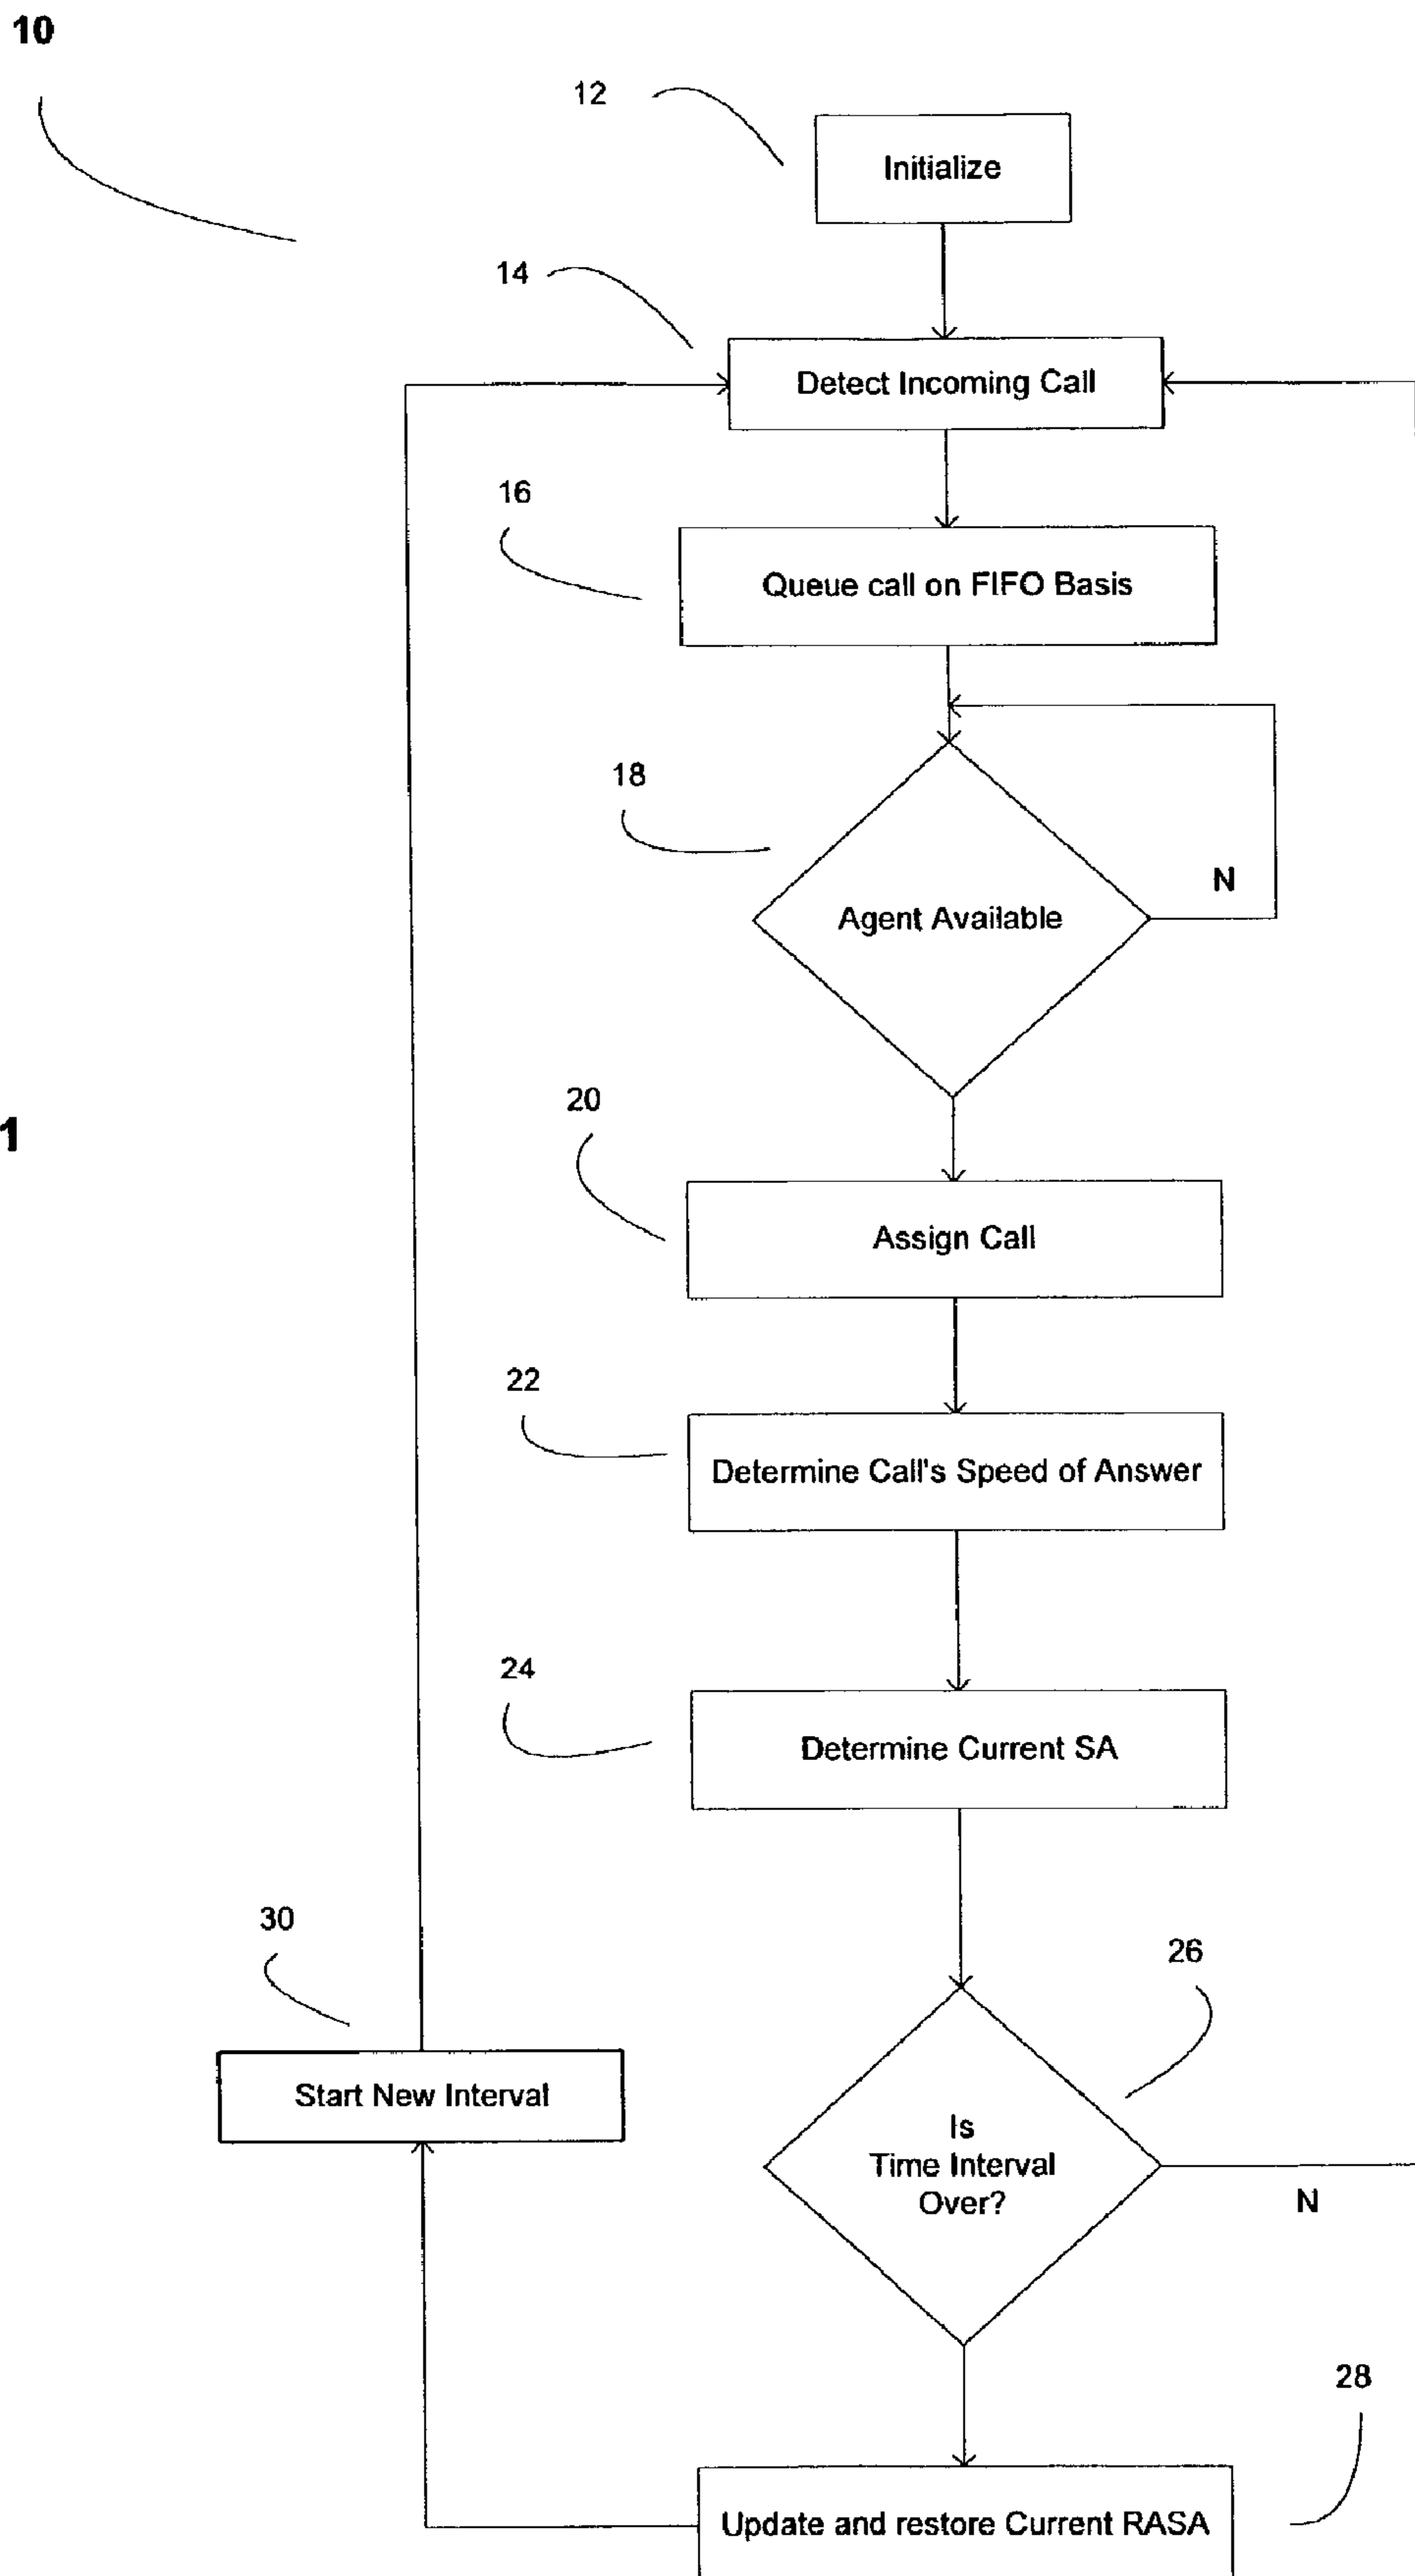 10
12
Initialize
14
Detect Incoming Call
16
Queue call on FIFO Basis
18
Agent Available
N
20
1
Assign Call
22
Determine Call's Speed of Answer
24
Determine Current SA
30
26
Start New Interval
Is
Time Interval
Over?
N
28
Update and restore Current RASA